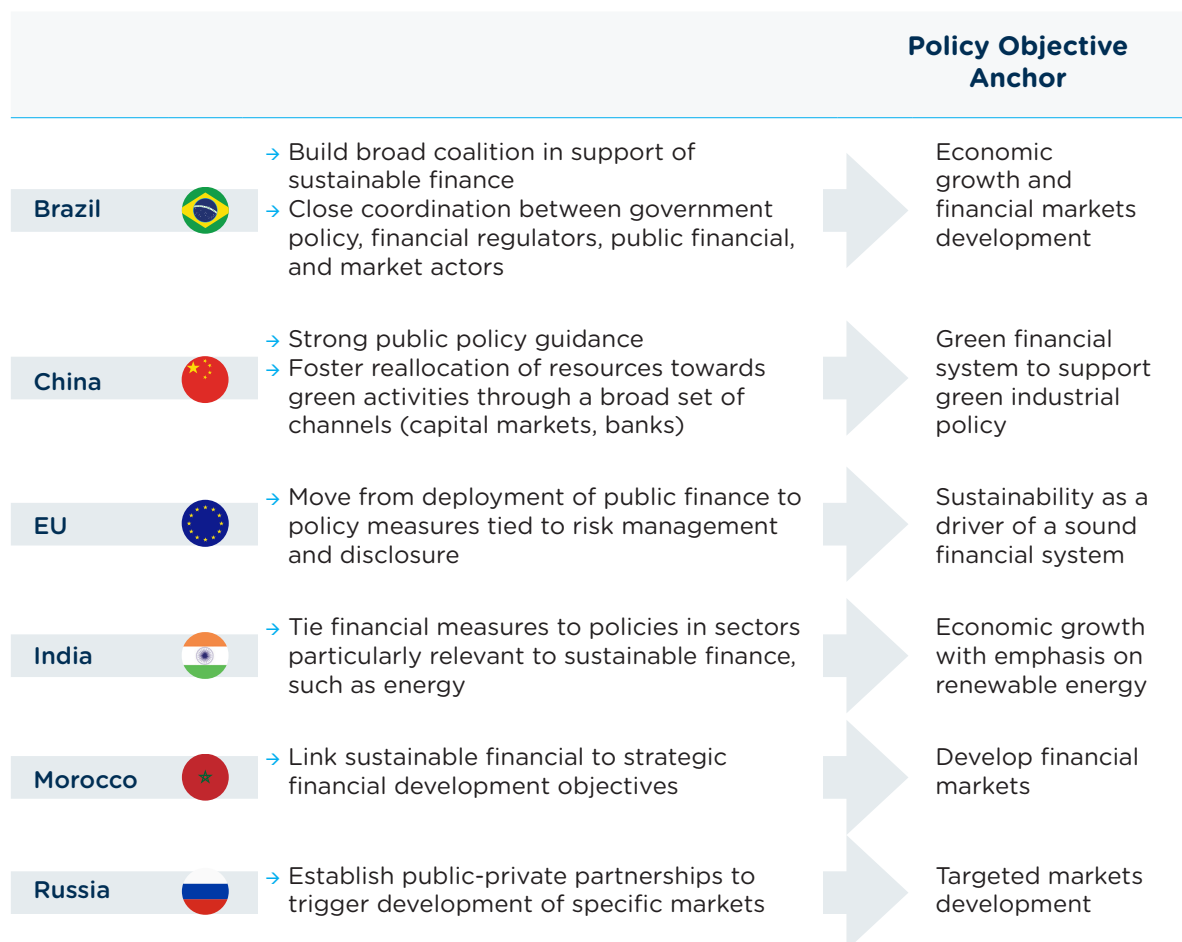 Policy Objective
Anchor
Brazil
→ Build broad coalition in support of
sustainable finance
→ Close coordination between government
policy, financial regulators, public financial,
and market actors
Economic
growth and
financial markets
development
China
→ Strong public policy guidance
→ Foster reallocation of resources towards
green activities through a broad set of
channels (capital markets, banks)
Green financial
system to support
green industrial
policy
EU
→ Move from deployment of public finance to
policy measures tied to risk management
and disclosure
Sustainability as a
driver of a sound
financial system
India
→ Tie financial measures to policies in sectors
particularly relevant to sustainable finance,
such as energy
Economic growth
with emphasis on
renewable energy
Morocco
→ Link sustainable financial to strategic
financial development objectives
Develop financial
markets
Russia
→ Establish public-private partnerships to
trigger development of specific markets
Targeted markets
development